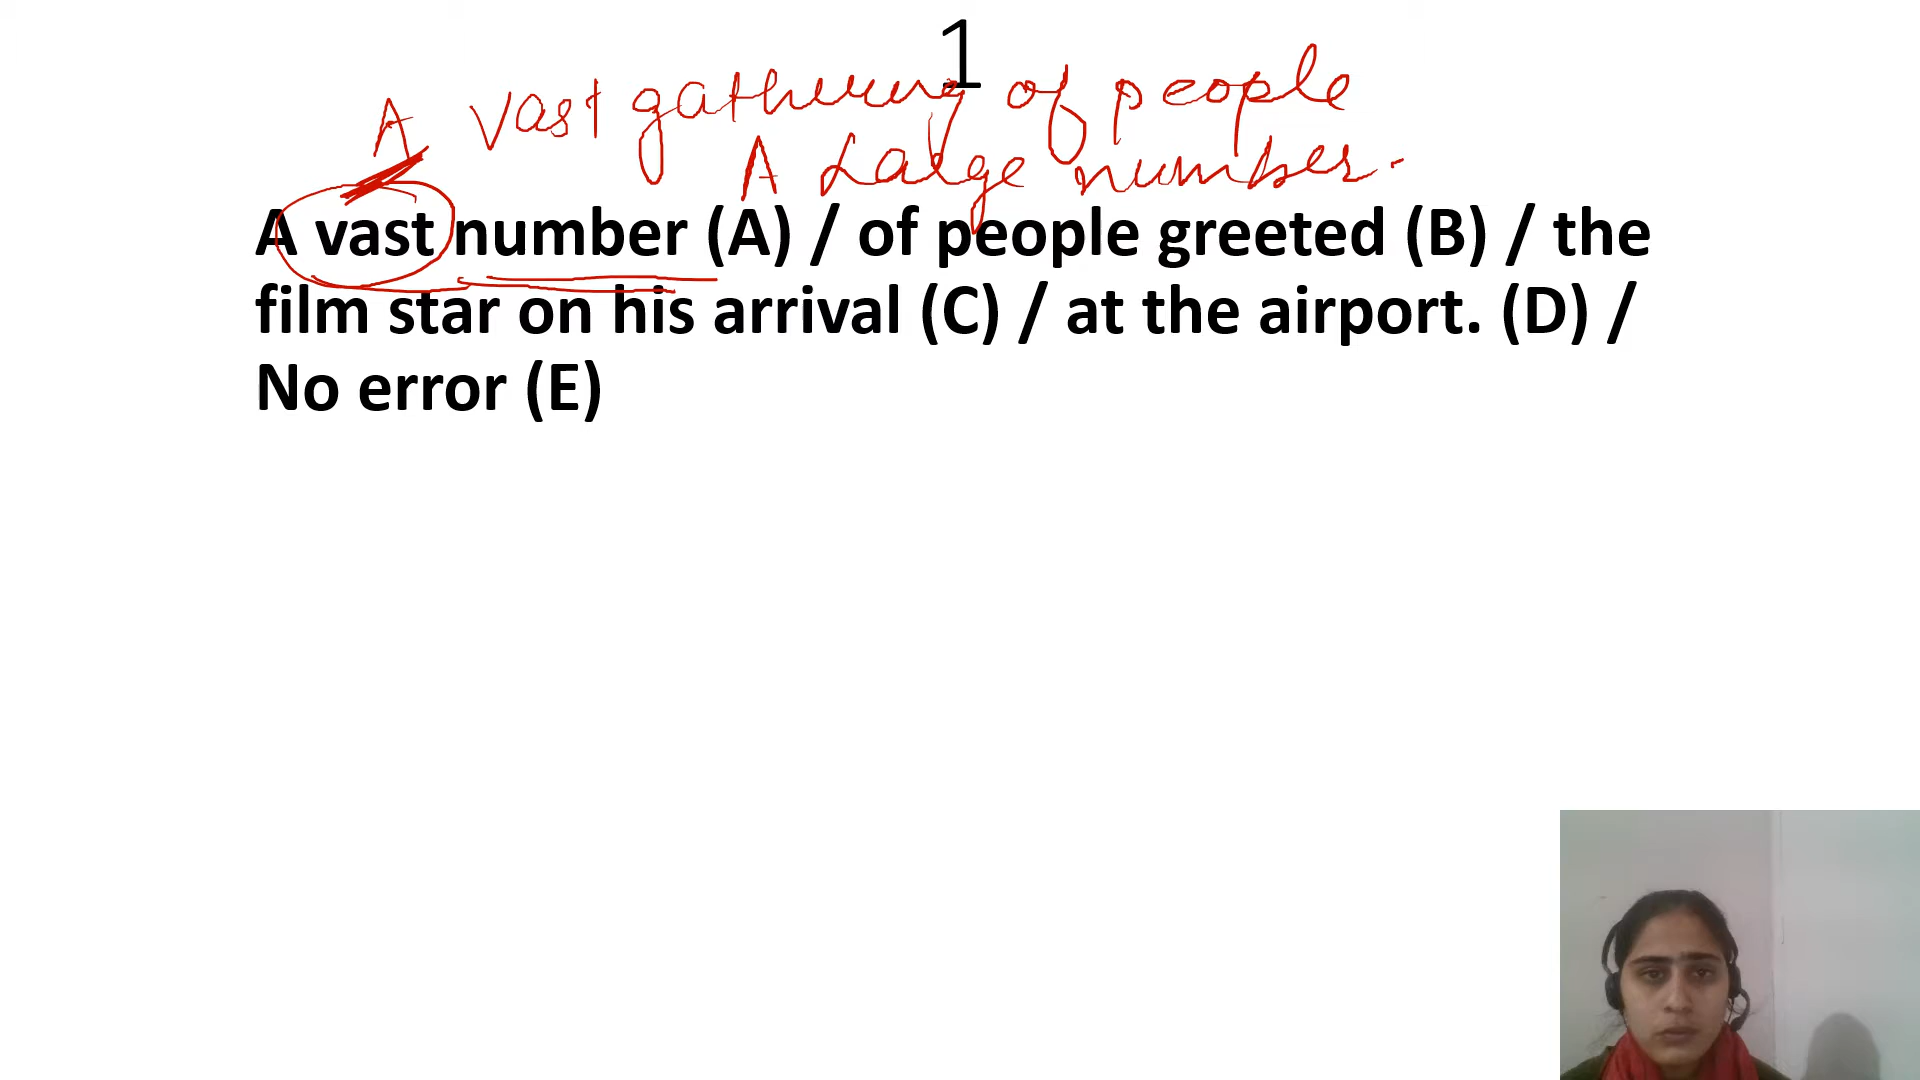 1
A vast gathering of people
A Large number.
A vast number (A) / of people greeted (B) / the
film star on his arrival (C) / at the airport. (D) /
No error (E)